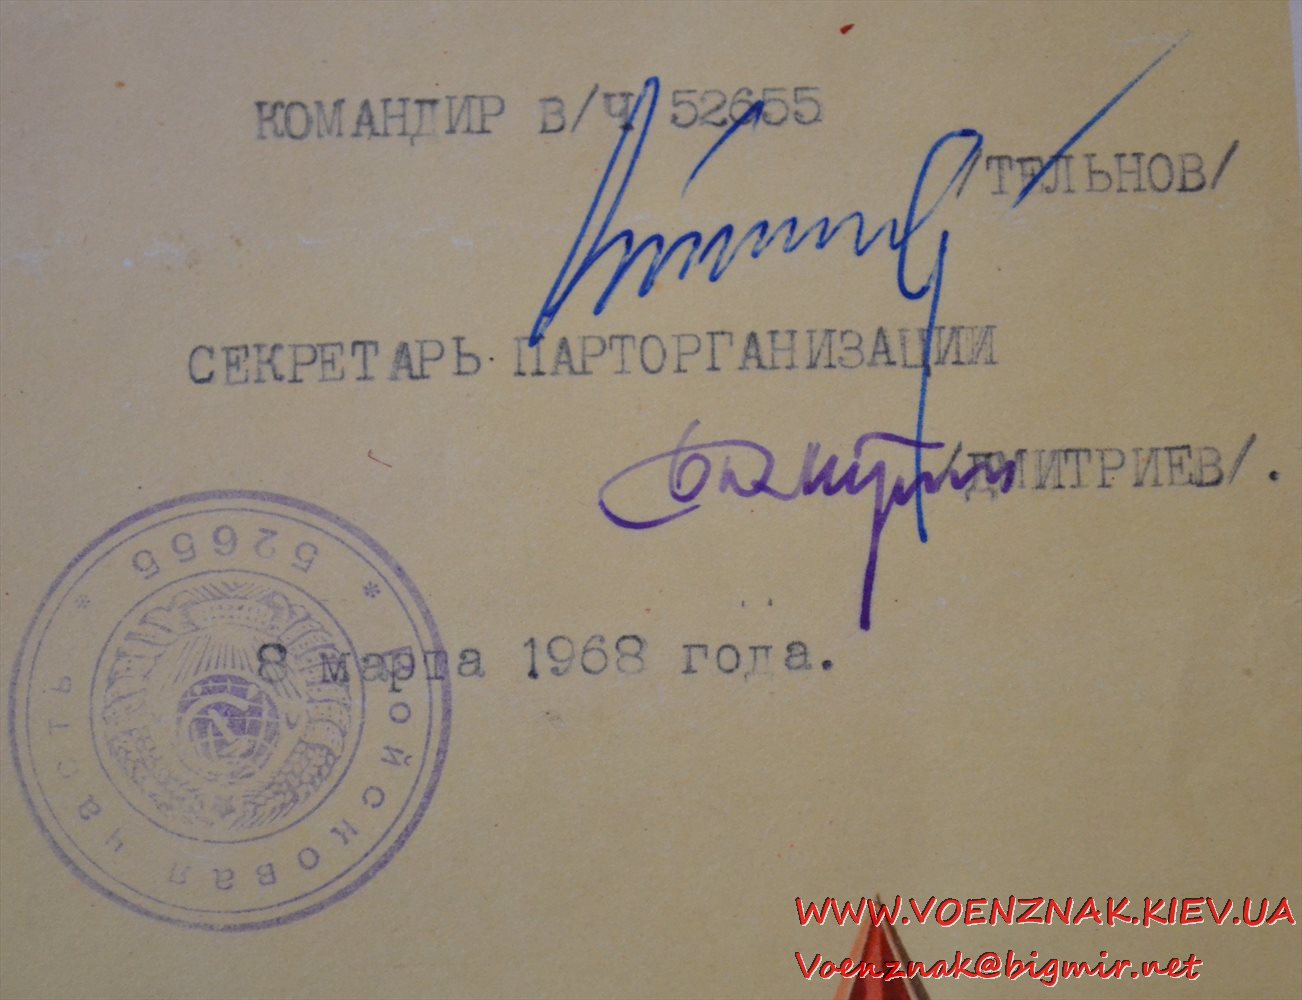 КОМАНДИР В/Ч 52655
/ТЕЛЬНОВ/
СЕКРЕТАРЬ ПАРТОРГАНИЗАЦИИ
/ДМИТРИЕВ/.
8 марта 1968 года.
* Войсковая часть * 52655
WWW.VOENZNAK.KIEV.UA
Voenznak@bigmir.net